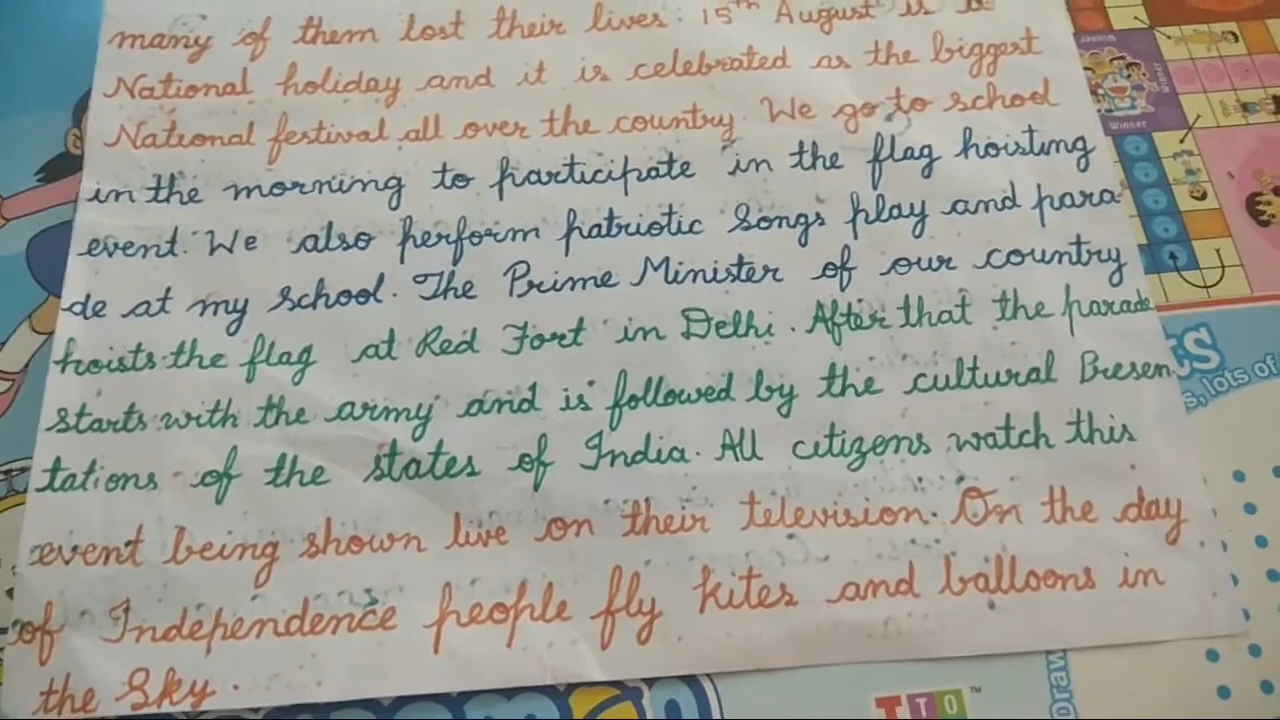 many of them lost their lives. 15th August is a
National holiday and it is celebrated as the biggest
National festival all over the country. We go to school
in the morning to participate in the flag hoisting
event. We also perform patriotic songs play and para-
de at my school. The Prime Minister of our country
hoists the flag at Red Fort in Delhi. After that the parade
starts with the army and is followed by the cultural Presen
tations of the states of India. All citizens watch this
event being shown live on their television. On the day
of Independence people fly kites and balloons in
the Sky.
Winner
Winner
s, lots of
TTO™